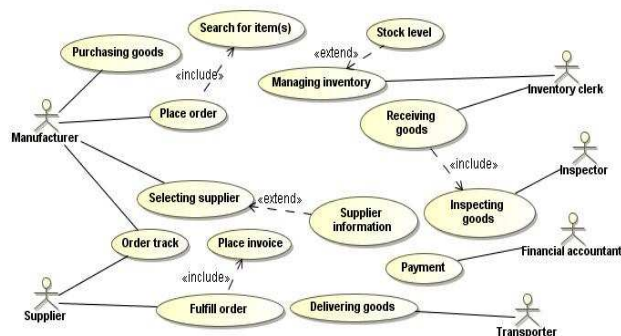 Search for item(s)
Stock level
Purchasing goods
«include»
«extend»
Managing inventory
Inventory clerk
Place order
Receiving
goods
Manufacturer
«include»
Inspector
Selecting supplier
«extend»
Supplier
information
Inspecting
goods
Order track
Place invoice
Financial accountant
Payment
«include»
Supplier
Fulfill order
Delivering goods
Transporter